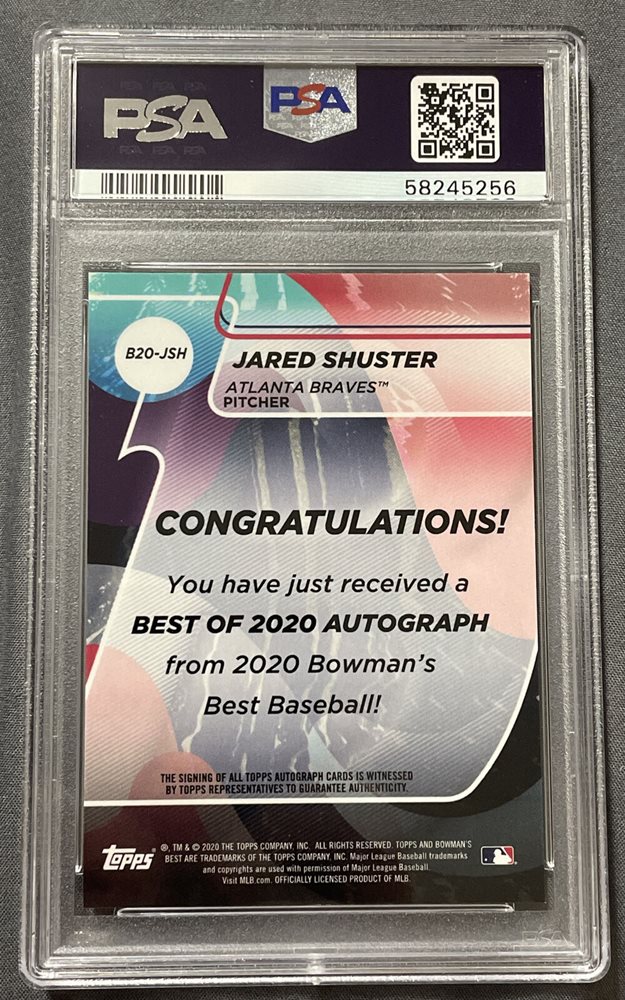 PSA
PSA
58245256
B20-JSH
JARED SHUSTER
ATLANTA BRAVES™
PITCHER
CONGRATULATIONS!
You have just received a
BEST OF 2020 AUTOGRAPH
from 2020 Bowman's
Best Baseball!
THE SIGNING OF ALL TOPPS AUTOGRAPH CARDS IS WITNESSED
BY TOPPS REPRESENTATIVES TO GUARANTEE AUTHENTICITY.
topps
®, TM & © 2020 THE TOPPS COMPANY, INC. ALL RIGHTS RESERVED. TOPPS AND BOWMAN'S
BEST ARE TRADEMARKS OF THE TOPPS COMPANY, INC. Major League Baseball trademarks
and copyrights are used with permission of Major League Baseball.
Visit MLB.com. OFFICIALLY LICENSED PRODUCT OF MLB.
PSA